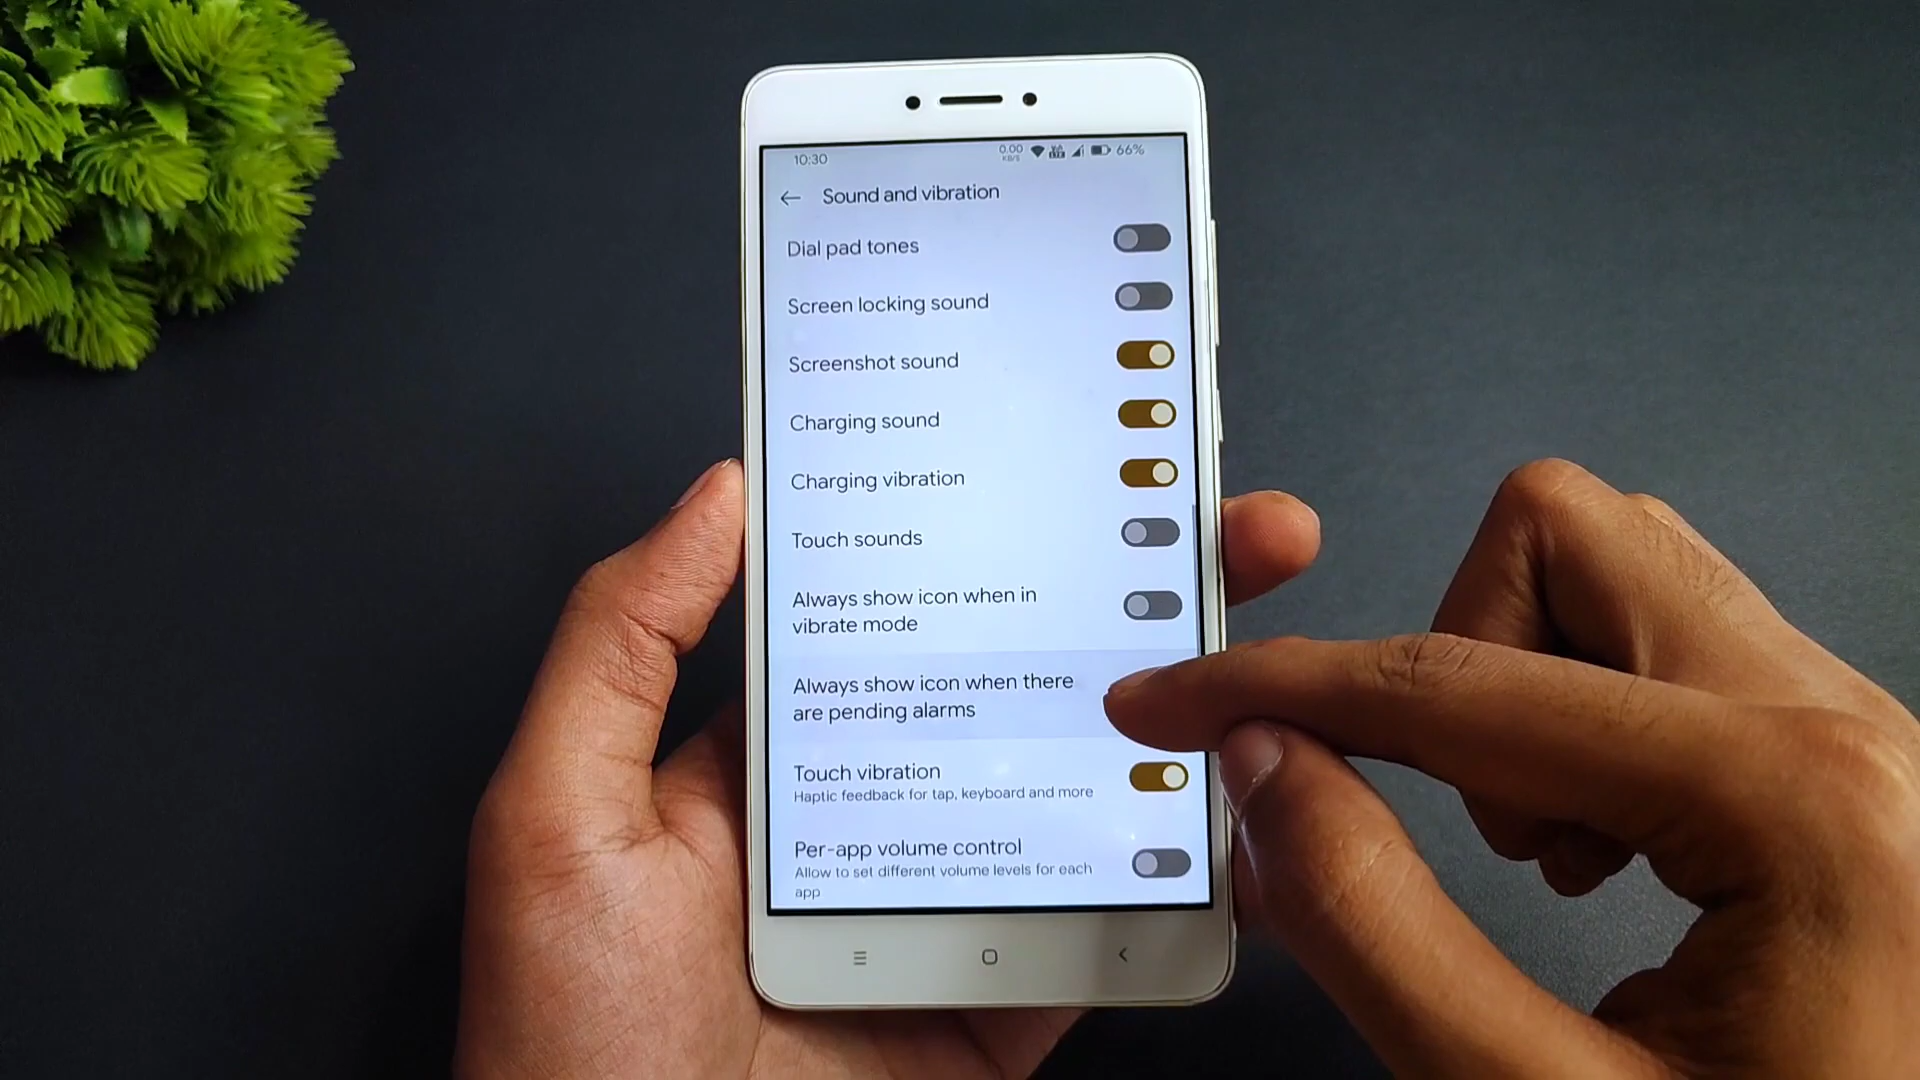 10:30
0.00
KB/S
66%
Sound and vibration
Dial pad tones
Screen locking sound
Screenshot sound
Charging sound
Charging vibration
Touch sounds
Always show icon when in
vibrate mode
Always show icon when there
are pending alarms
Touch vibration
Haptic feedback for tap, keyboard and more
Per-app volume control
Allow to set different volume levels for each
app